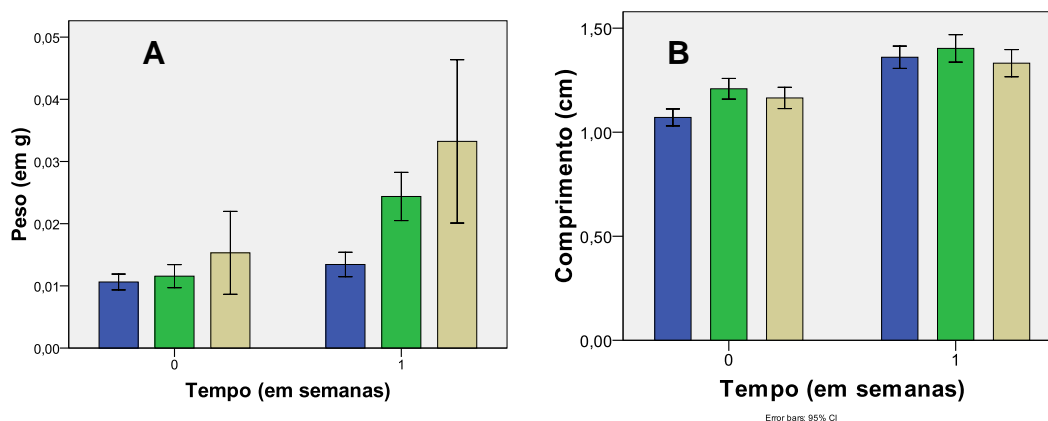 A
Peso (em g)
0,05
0,04
0,03
0,02
0,01
0,00
0
1
Tempo (em semanas)
B
Comprimento (cm)
1,50
1,00
0,50
0,00
0
1
Tempo (em semanas)
Error bars: 95% CI